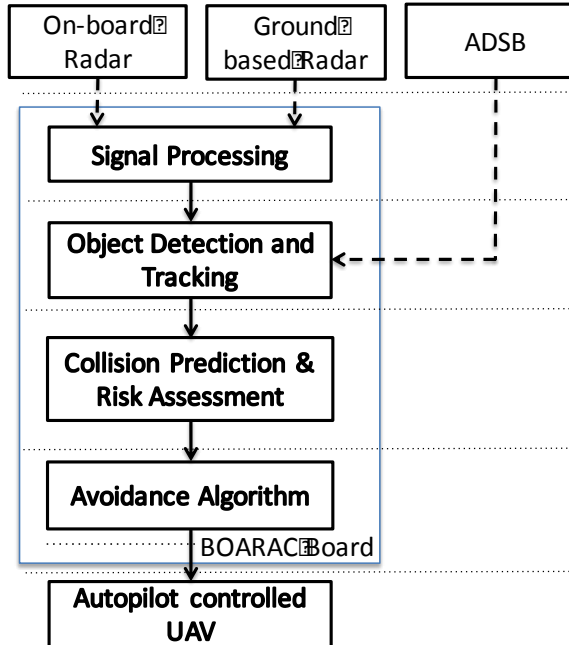 On-board Radar
Ground based Radar
ADSB
Signal Processing
Object Detection and
Tracking
Collision Prediction &
Risk Assessment
Avoidance Algorithm
BOARAC Board
Autopilot controlled
UAV